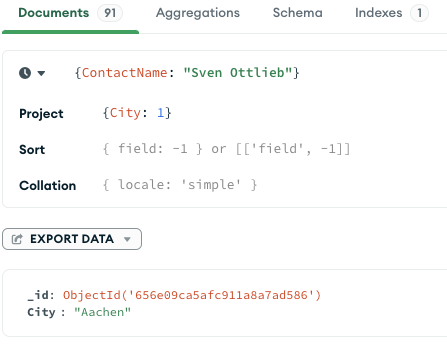 Documents 91 Aggregations Schema Indexes 1
{ContactName: "Sven Ottlieb"}
Project {City: 1}
Sort { field: -1 } or [['field', -1]]
Collation { locale: 'simple' }
EXPORT DATA
_id: ObjectId('656e09ca5afc911a8a7ad586')
City : "Aachen"